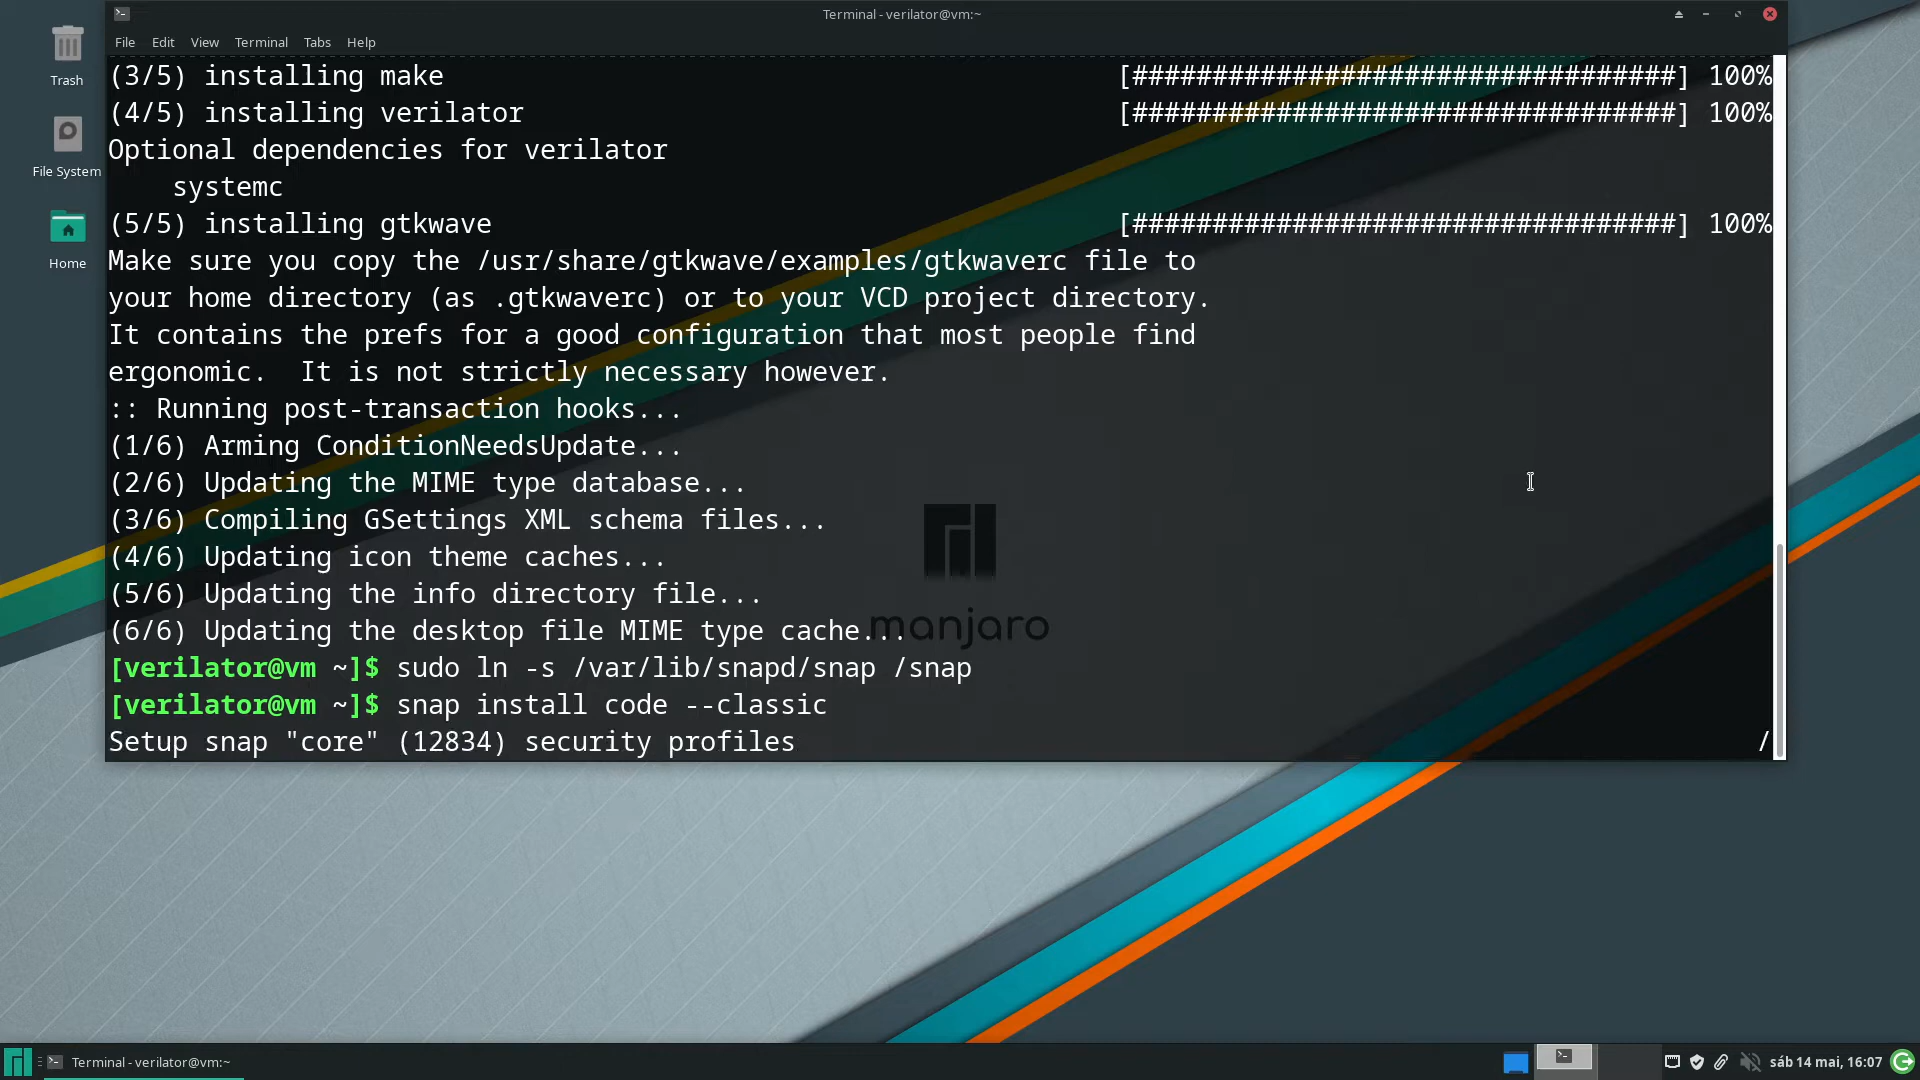 Terminal - verilator@vm:~
File Edit View Terminal Tabs Help
Trash
File System
Home
(3/5) installing make [##################################] 100%
(4/5) installing verilator [##################################] 100%
Optional dependencies for verilator
    systemc
(5/5) installing gtkwave [##################################] 100%
Make sure you copy the /usr/share/gtkwave/examples/gtkwaverc file to
your home directory (as .gtkwaverc) or to your VCD project directory.
It contains the prefs for a good configuration that most people find
ergonomic.  It is not strictly necessary however.
:: Running post-transaction hooks...
(1/6) Arming ConditionNeedsUpdate...
(2/6) Updating the MIME type database...
(3/6) Compiling GSettings XML schema files...
(4/6) Updating icon theme caches...
(5/6) Updating the info directory file...
(6/6) Updating the desktop file MIME type cache...
manjaro
[verilator@vm ~]$ sudo ln -s /var/lib/snapd/snap /snap
[verilator@vm ~]$ snap install code --classic
Setup snap "core" (12834) security profiles /
Terminal - verilator@vm:~
sáb 14 mai, 16:07